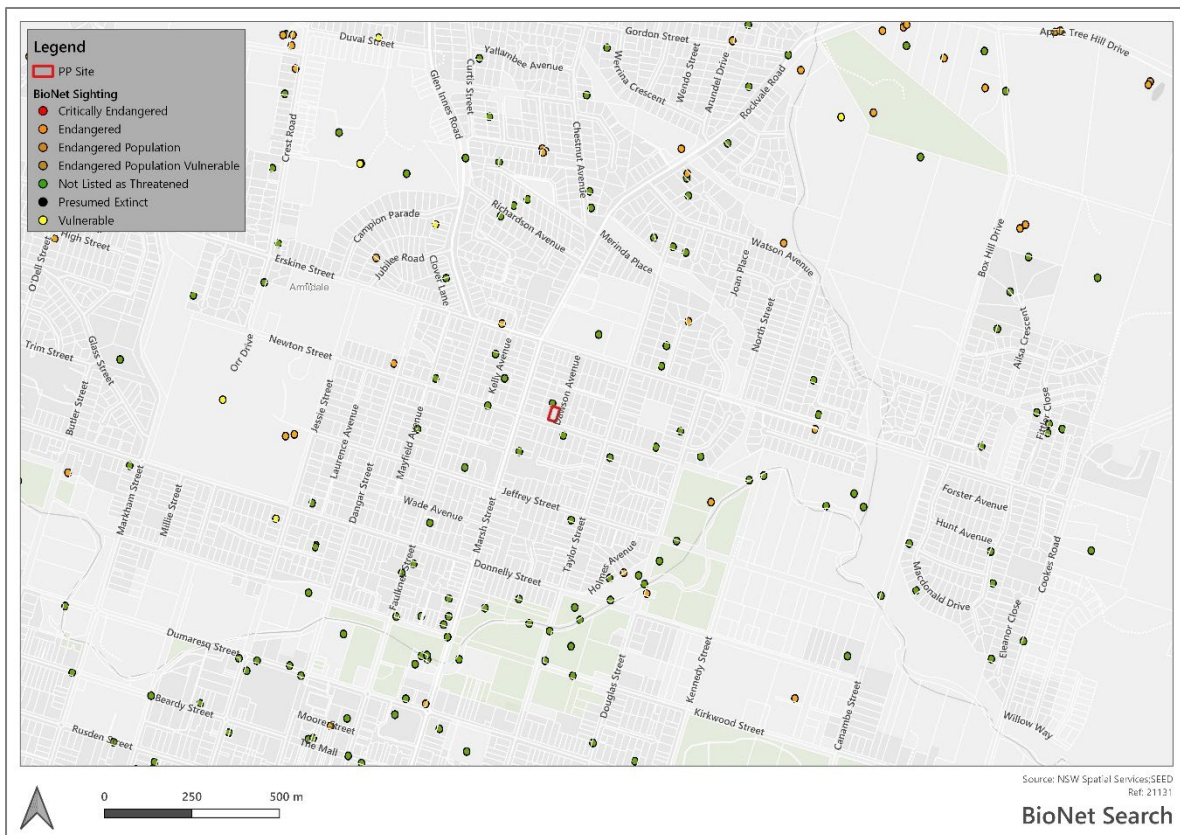 Legend
PP Site
BioNet Sighting
Critically Endangered
Endangered
Endangered Population
Endangered Population Vulnerable
Not Listed as Threatened
Presumed Extinct
Vulnerable
Duval Street
Gordon Street
Apple Tree Hill Drive
Yallambee Avenue
Werrina Crescent
Wendo Street
Arundel Drive
Rockvale Road
Glen Innes Road
Curtis Street
Crest Road
Chestnut Avenue
Richardson Avenue
Campion Parade
Jubilee Road
Clover Lane
Merinda Place
Watson Avenue
Joan Place
North Street
Box Hill Drive
Ailsa Crescent
High Street
O'Dell Street
Erskine Street
Armidale
Newton Street
Orr Drive
Trim Street
Glass Street
Butler Street
Kelly Avenue
Dawson Avenue
Jessie Street
Laurence Avenue
Mayfield Avenue
Fittler Close
Markham Street
Millie Street
Dangar Street
Wade Avenue
Jeffrey Street
Marsh Street
Taylor Street
Forster Avenue
Hunt Avenue
Cookes Road
Macdonald Drive
Eleanor Close
Donnelly Street
Holmes Avenue
Faulkner Street
Dumaresq Street
Beardy Street
Moore Street
The Mall
Rusden Street
Douglas Street
Kennedy Street
Kirkwood Street
Canambe Street
Willow Way
0 250 500 m
Source: NSW Spatial Services;SEED
Ref: 21131
BioNet Search